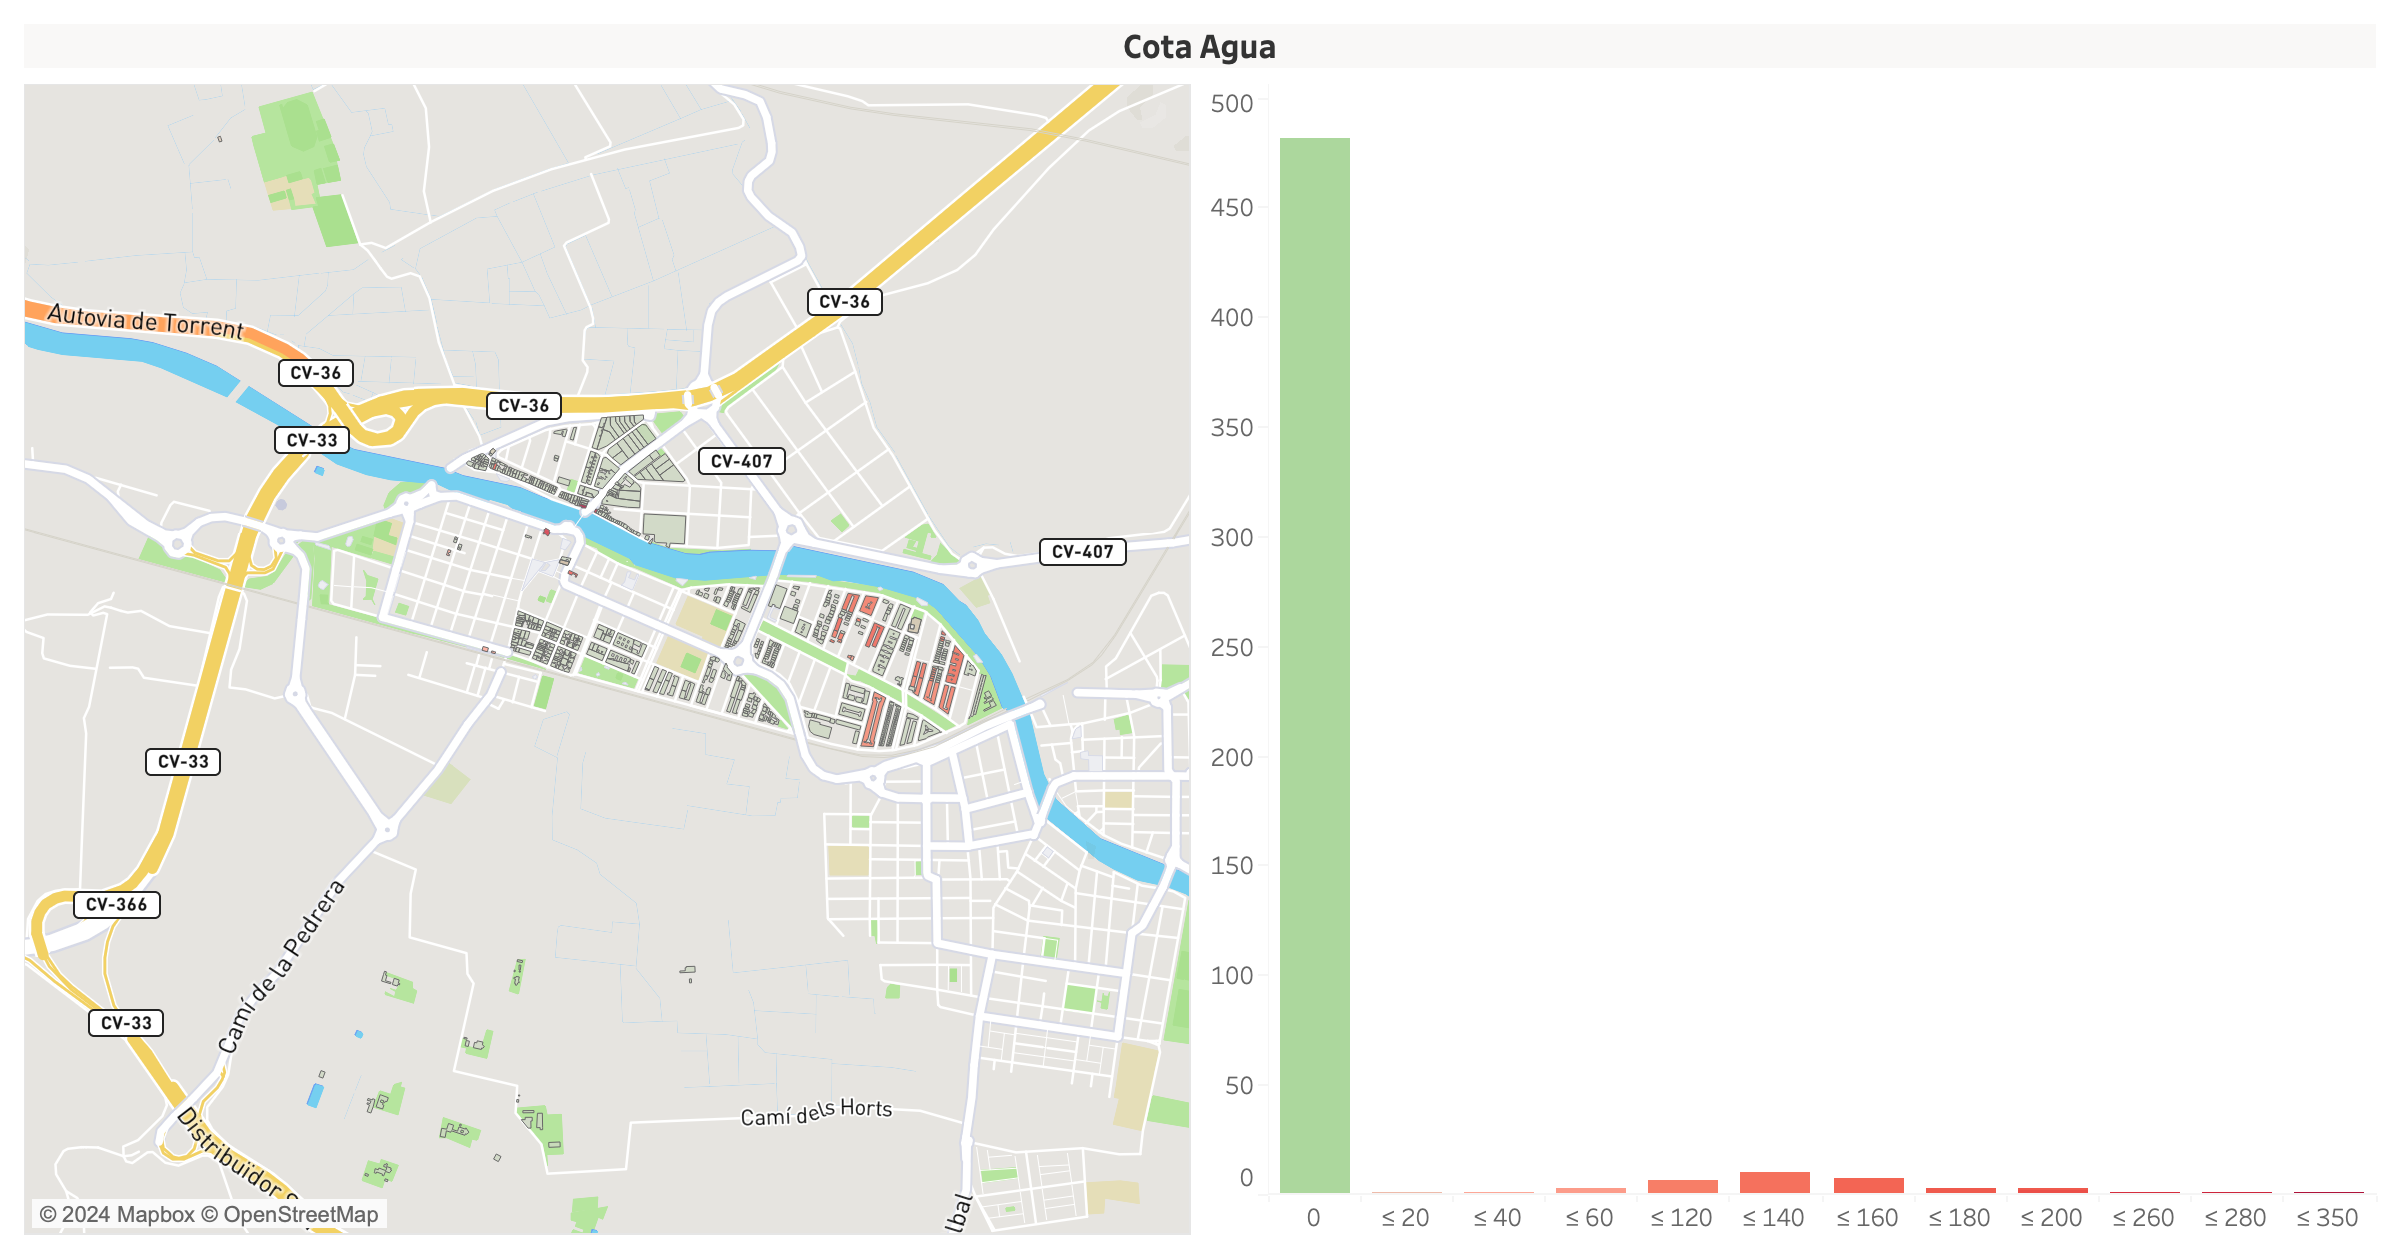 Cota Agua
Autovia de Torrent
CV-36
CV-36
CV-36
CV-33
CV-407
CV-407
CV-33
CV-366
CV-33
Camí de la Pedrera
Distribuïdor S
Camí dels Horts
lbal
© 2024 Mapbox © OpenStreetMap
500
450
400
350
300
250
200
150
100
50
0
0 ≤ 20 ≤ 40 ≤ 60 ≤ 120 ≤ 140 ≤ 160 ≤ 180 ≤ 200 ≤ 260 ≤ 280 ≤ 350